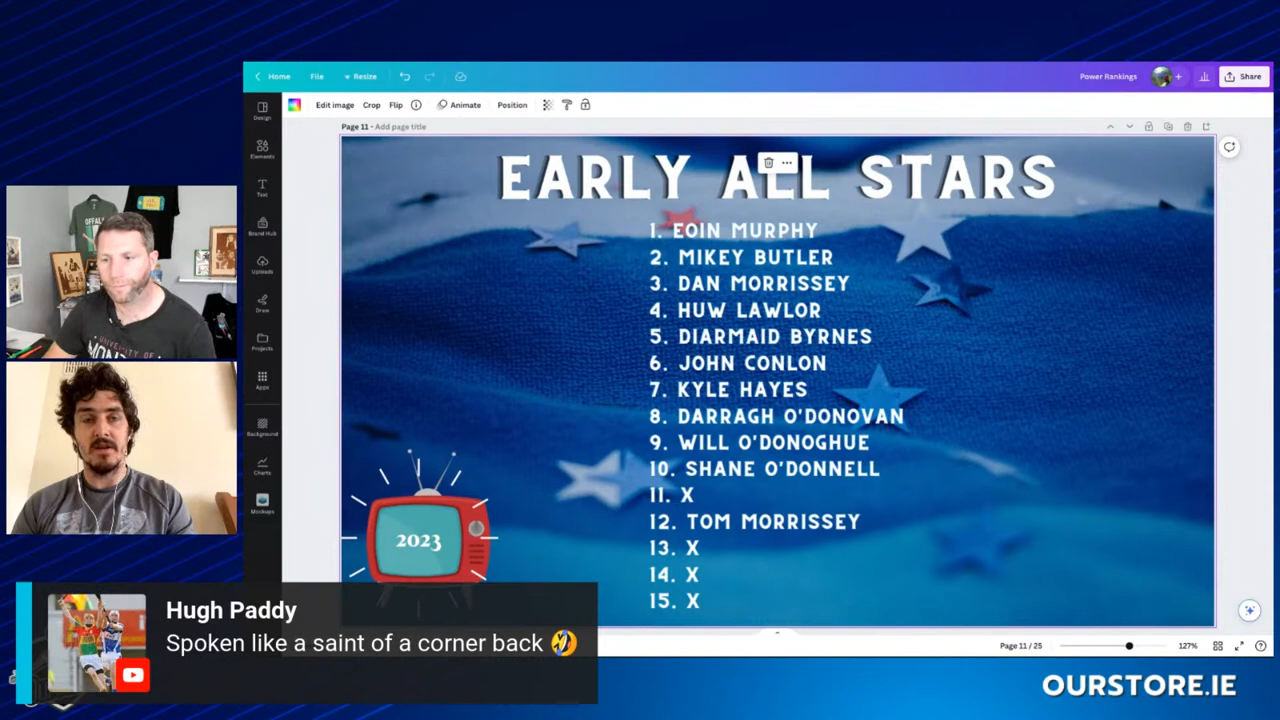 Home File Resize Power Rankings + Share
Edit image Crop Flip Animate Position
Page 11 - Add page title
Design
Elements
Text
Brand Hub
Uploads
Draw
Projects
Apps
Background
Charts
Mockups
EARLY ALL STARS
1. EOIN MURPHY
2. MIKEY BUTLER
3. DAN MORRISSEY
4. HUW LAWLOR
5. DIARMAID BYRNES
6. JOHN CONLON
7. KYLE HAYES
8. DARRAGH O'DONOVAN
9. WILL O'DONOGHUE
10. SHANE O'DONNELL
11. X
12. TOM MORRISSEY
13. X
14. X
15. X
2023
OFFALY
UNIVERSITY OF
Hugh Paddy
Spoken like a saint of a corner back 🤣
Page 11 / 25 127%
OURSTORE.IE